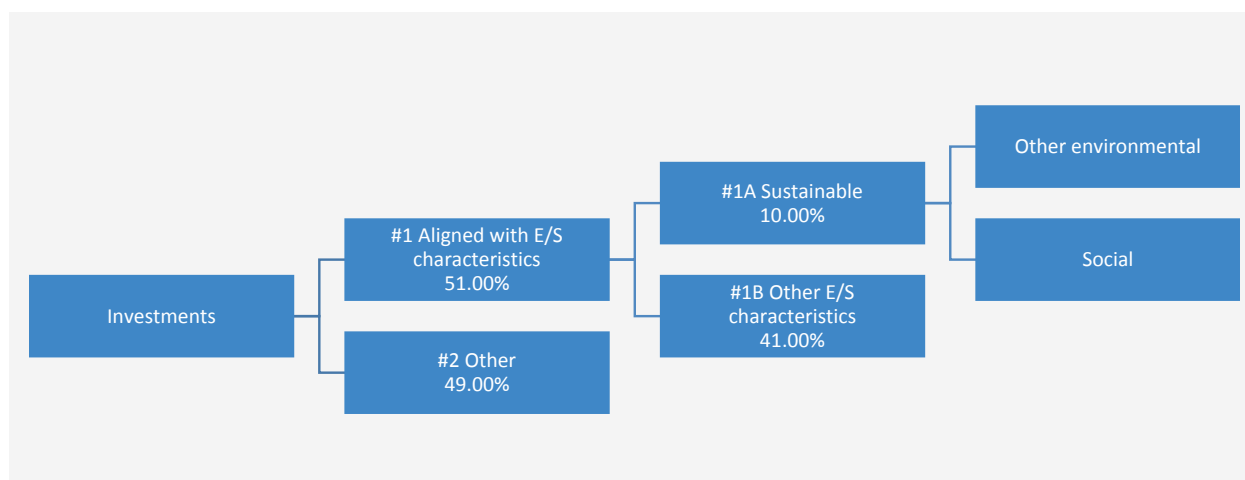 Investments
#1 Aligned with E/S
characteristics
51.00%
#2 Other
49.00%
#1A Sustainable
10.00%
#1B Other E/S
characteristics
41.00%
Other environmental
Social